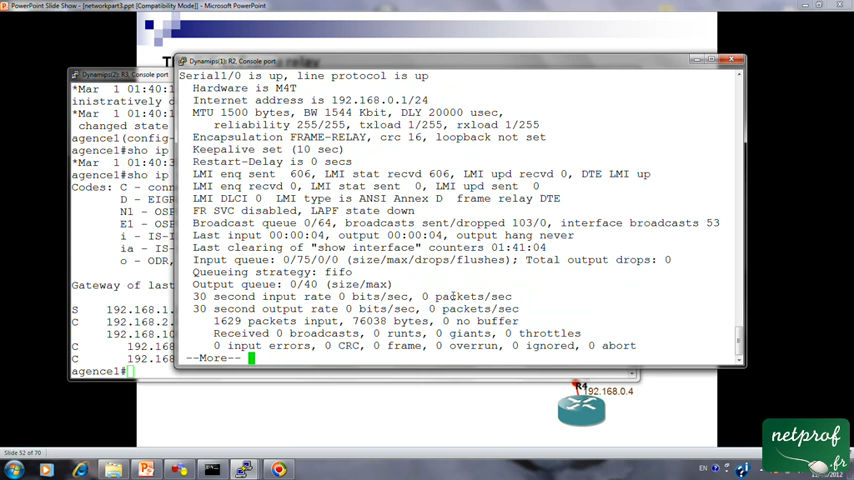 PowerPoint Slide Show - [networkpart3.ppt [Compatibility Mode]] - Microsoft PowerPoint
Th
relay
Dynamips(2): R3, Console port
*Mar  1 01:40:
inistratively d
*Mar  1 01:40:
 changed state
agence1(config-
*Mar  1 01:40:3
agence1#sho ip
Codes: C - conn
D - EIGR
N1 - OSP
E1 - OSP
i - IS-I
ia - IS-
o - ODR,
Gateway of last
S    192.168.1.
C       192.168
192.168.10
C       192.168
C       192.168
agence1#
Dynamips(1): R2, Console port
Serial1/0 is up, line protocol is up
Hardware is M4T
Internet address is 192.168.0.1/24
MTU 1500 bytes, BW 1544 Kbit, DLY 20000 usec,
reliability 255/255, txload 1/255, rxload 1/255
Encapsulation FRAME-RELAY, crc 16, loopback not set
Keepalive set (10 sec)
Restart-Delay is 0 secs
LMI enq sent  606, LMI stat recvd 606, LMI upd recvd 0, DTE LMI up
LMI enq recvd 0, LMI stat sent  0, LMI upd sent  0
LMI DLCI 0  LMI type is ANSI Annex D  frame relay DTE
FR SVC disabled, LAPF state down
Broadcast queue 0/64, broadcasts sent/dropped 103/0, interface broadcasts 53
Last input 00:00:04, output 00:00:04, output hang never
Last clearing of "show interface" counters 01:41:04
Input queue: 0/75/0/0 (size/max/drops/flushes); Total output drops: 0
Queueing strategy: fifo
Output queue: 0/40 (size/max)
30 second input rate 0 bits/sec, 0 packets/sec
30 second output rate 0 bits/sec, 0 packets/sec
1629 packets input, 76038 bytes, 0 no buffer
Received 0 broadcasts, 0 runts, 0 giants, 0 throttles
0 input errors, 0 CRC, 0 frame, 0 overrun, 0 ignored, 0 abort
--More--
R4
192.168.0.4
Slide 52 of 70
EN
netprof
.fr